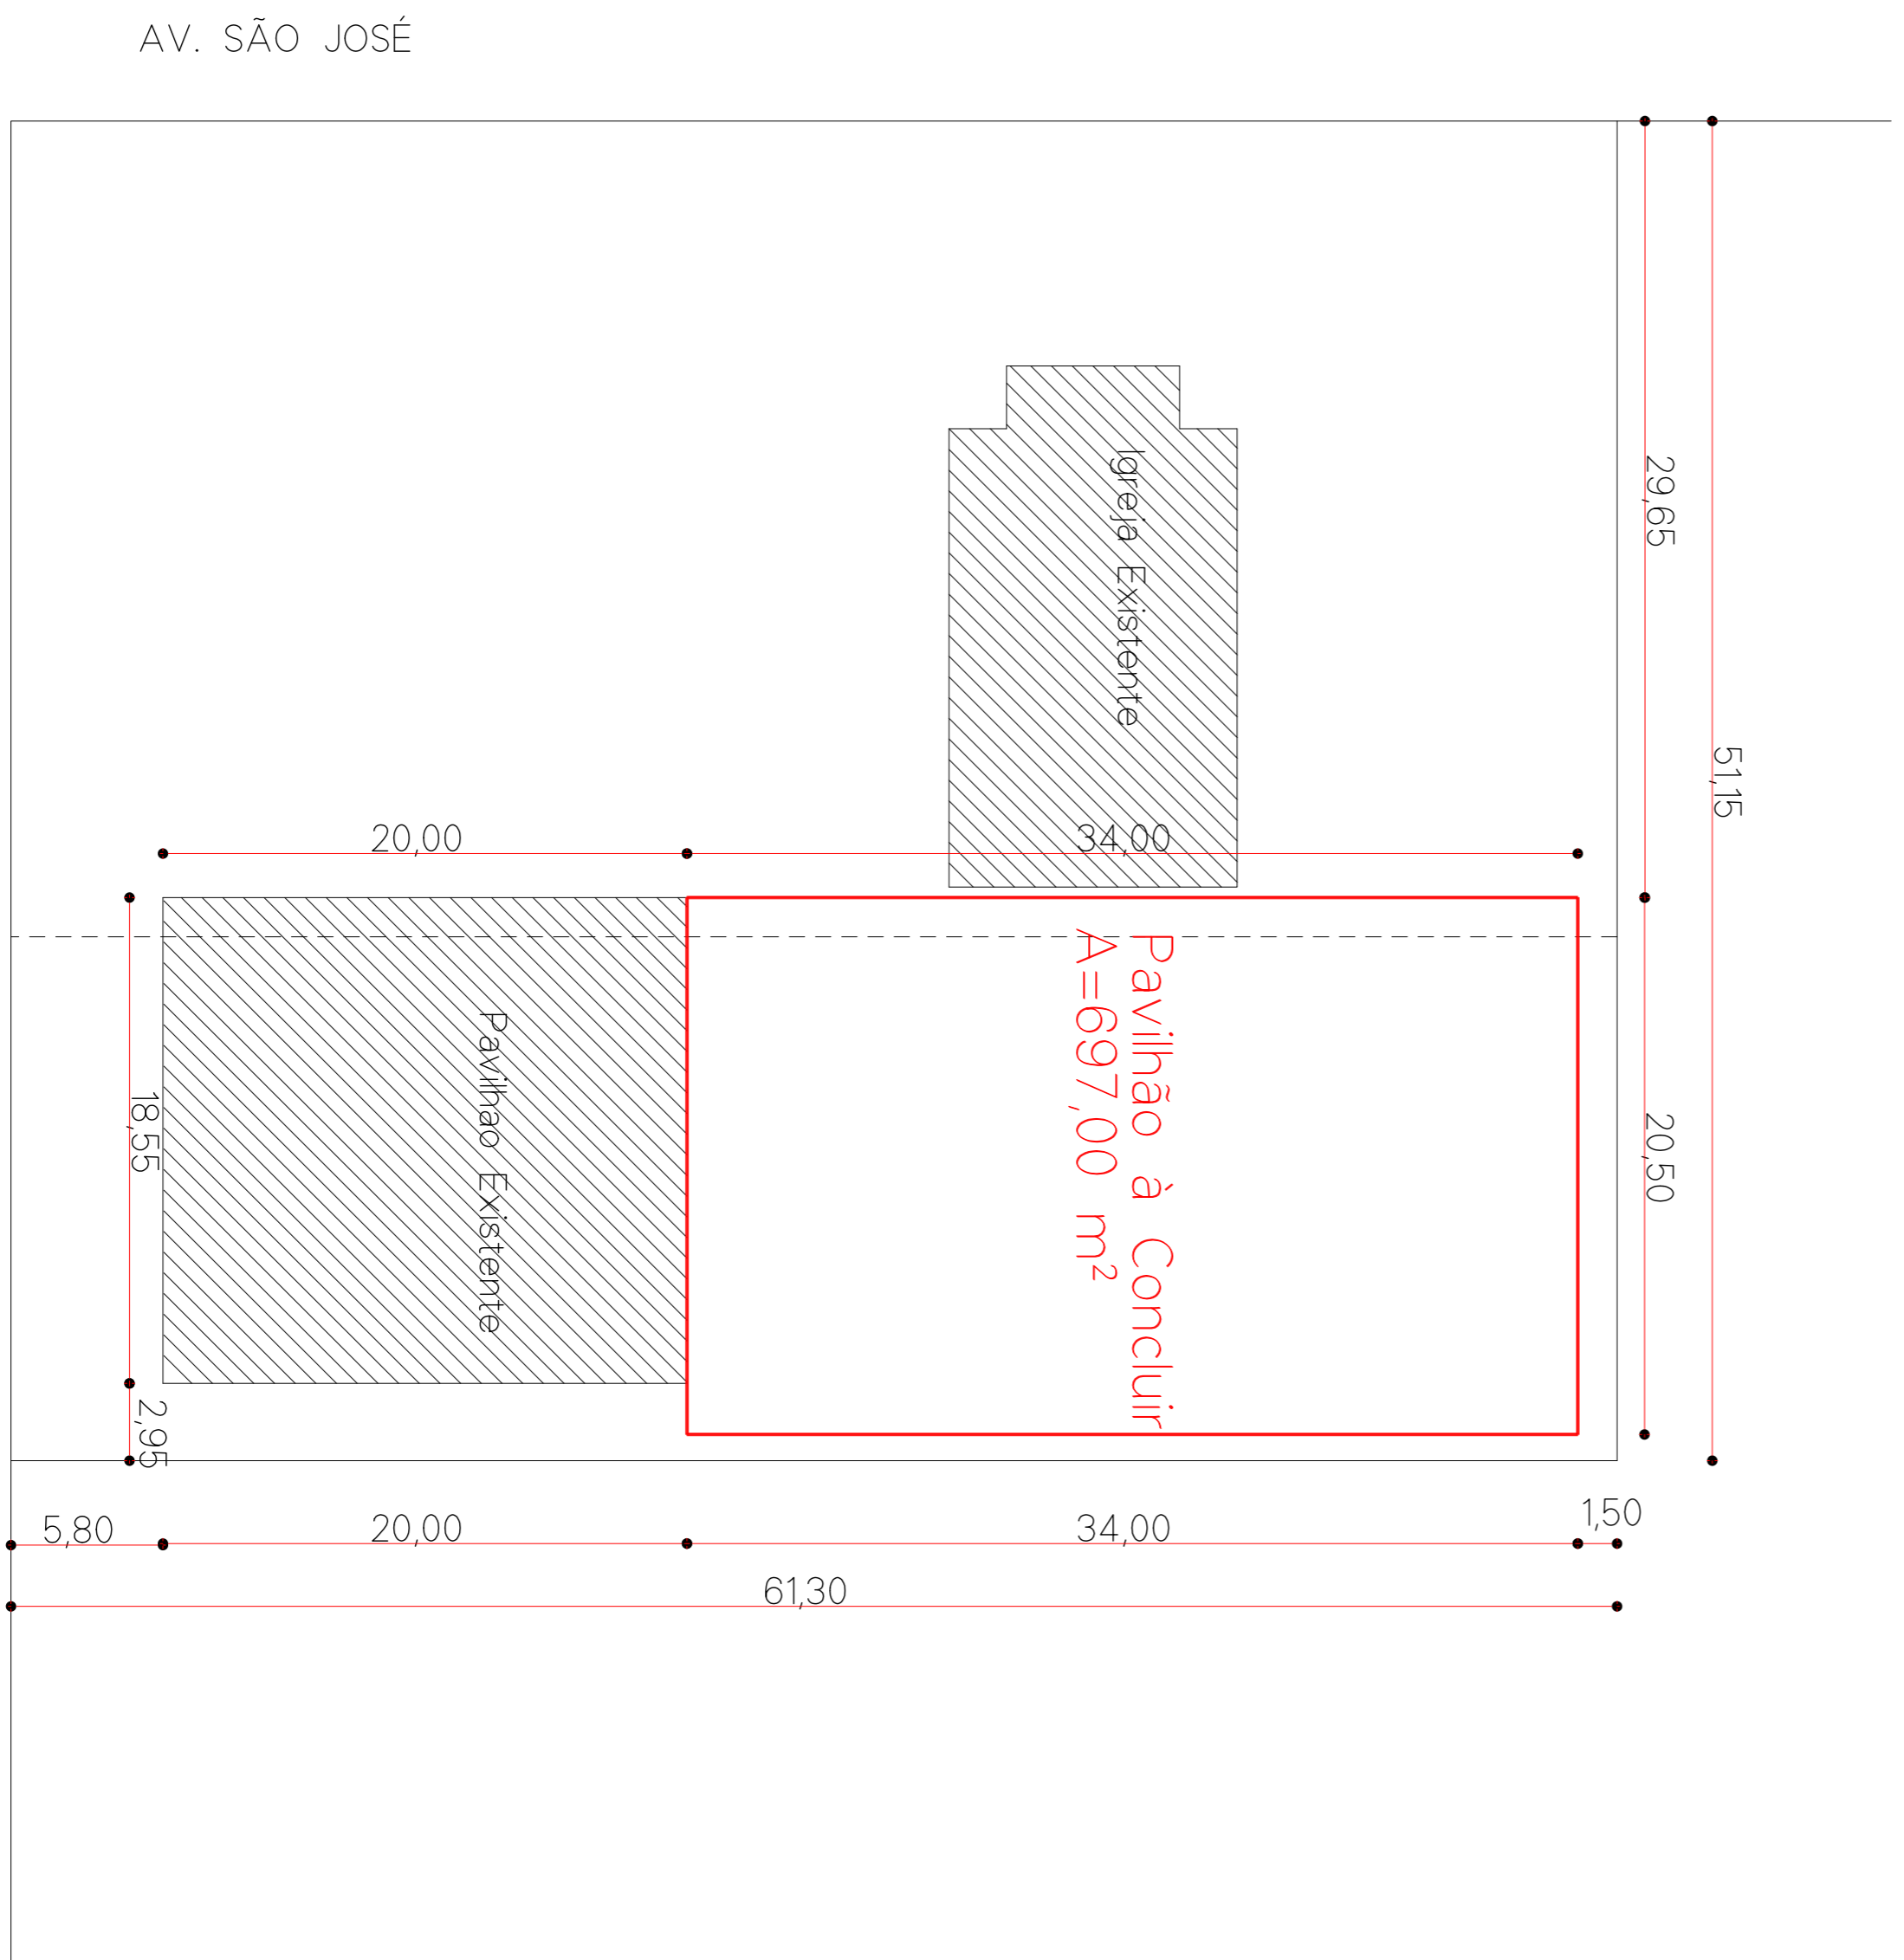 AV. SÃO JOSÉ
29,65
51,15
Igreja Existente
20,00
34,00
Pavilhão à Concluir
A=697,00 m²
Pavilhao Existente
18,55
20,50
2,95
5,80
20,00
34,00
1,50
61,30